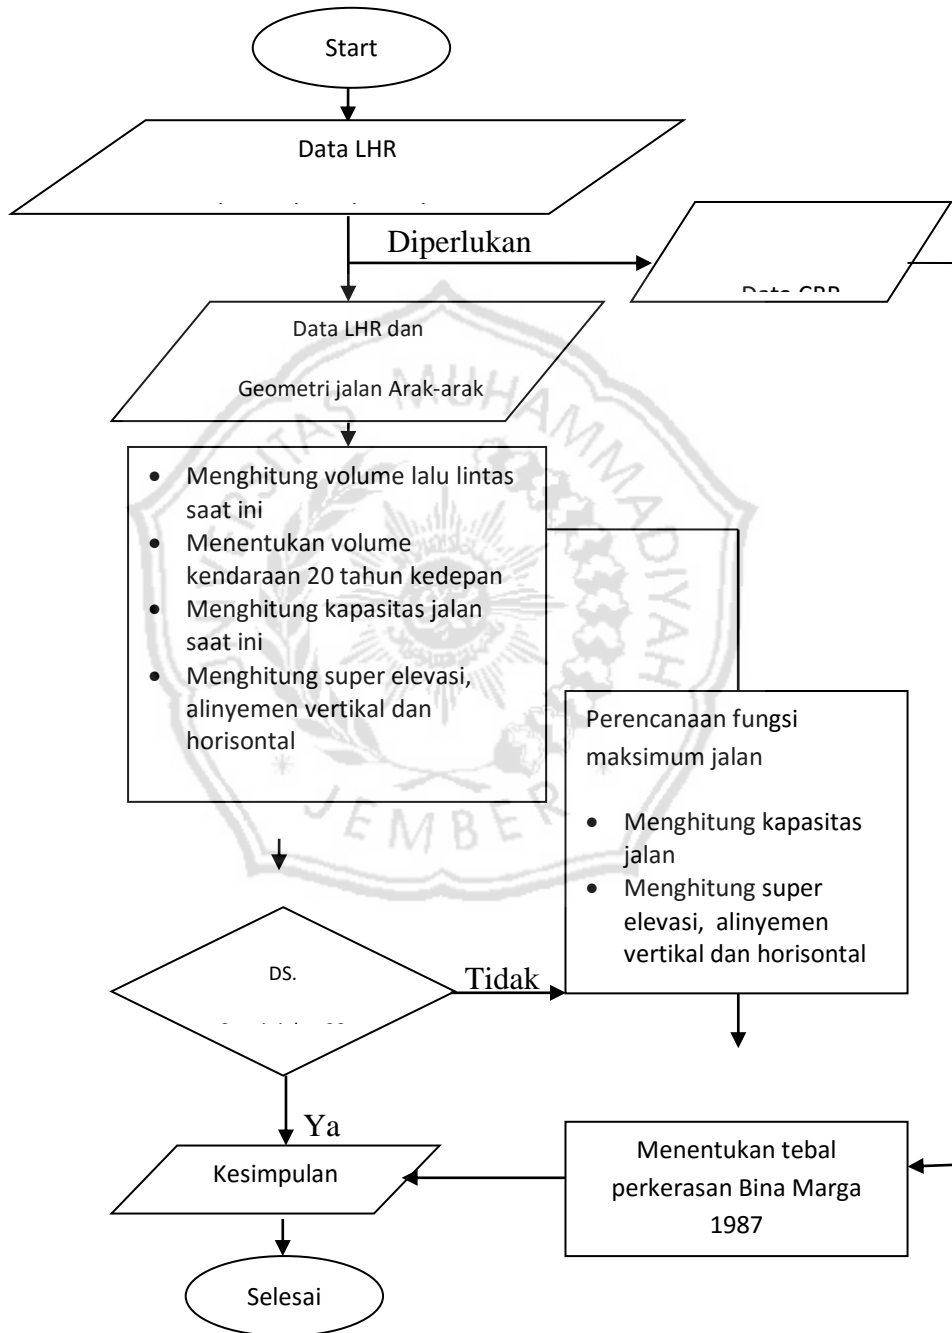 Start
Data LHR
Diperlukan
Data LHR dan
Geometri jalan Arak-arak
• Menghitung volume lalu lintas
saat ini
• Menentukan volume
kendaraan 20 tahun kedepan
• Menghitung kapasitas jalan
saat ini
• Menghitung super elevasi,
alinyemen vertikal dan
horisontal
Perencanaan fungsi
maksimum jalan
• Menghitung kapasitas
jalan
• Menghitung super
elevasi, alinyemen
vertikal dan horisontal
DS.
Tidak
Ya
Kesimpulan
Menentukan tebal
perkerasan Bina Marga
1987
Selesai
UNIVERSITAS MUHAMMADIYAH
JEMBER